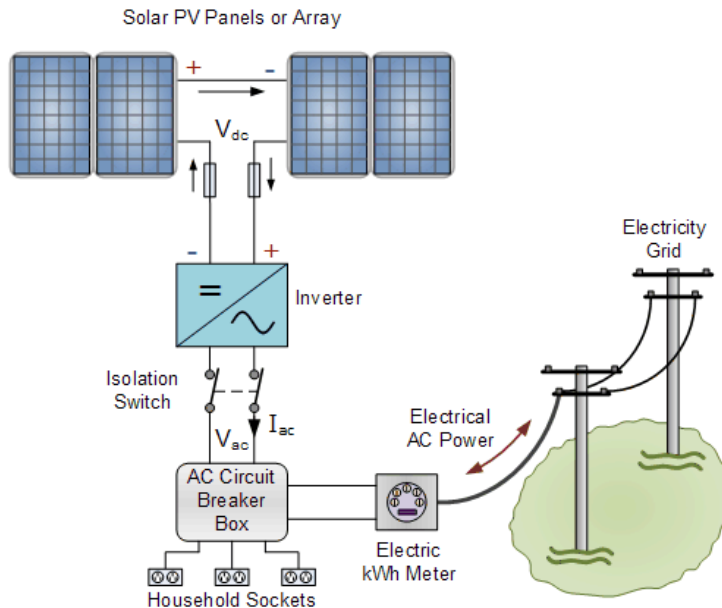 Solar PV Panels or Array
+ -
Vdc
- +
Inverter
Electricity
Grid
Isolation
Switch
Vac
Iac
Electrical
AC Power
AC Circuit
Breaker
Box
Electric
kWh Meter
Household Sockets